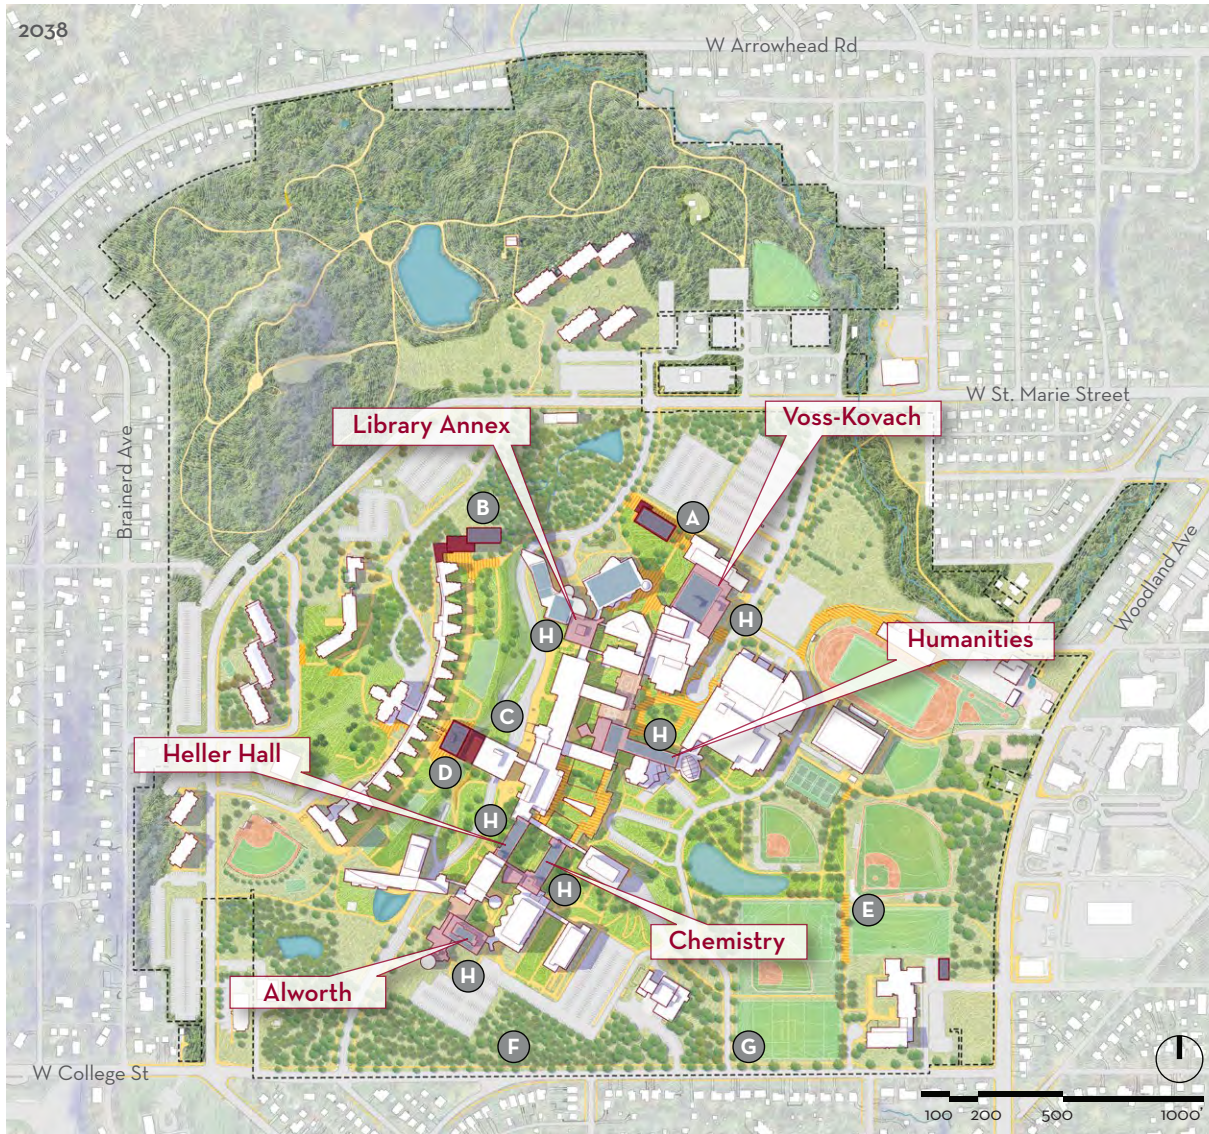 2038
W Arrowhead Rd
W St. Marie Street
Voss-Kovach
Library Annex
Brainerd Ave
B
A
Woodland Ave
H
H
Humanities
C
H
Heller Hall
D
H
H
E
Chemistry
H
Alworth
F
G
W College St
100 200 500 1000'